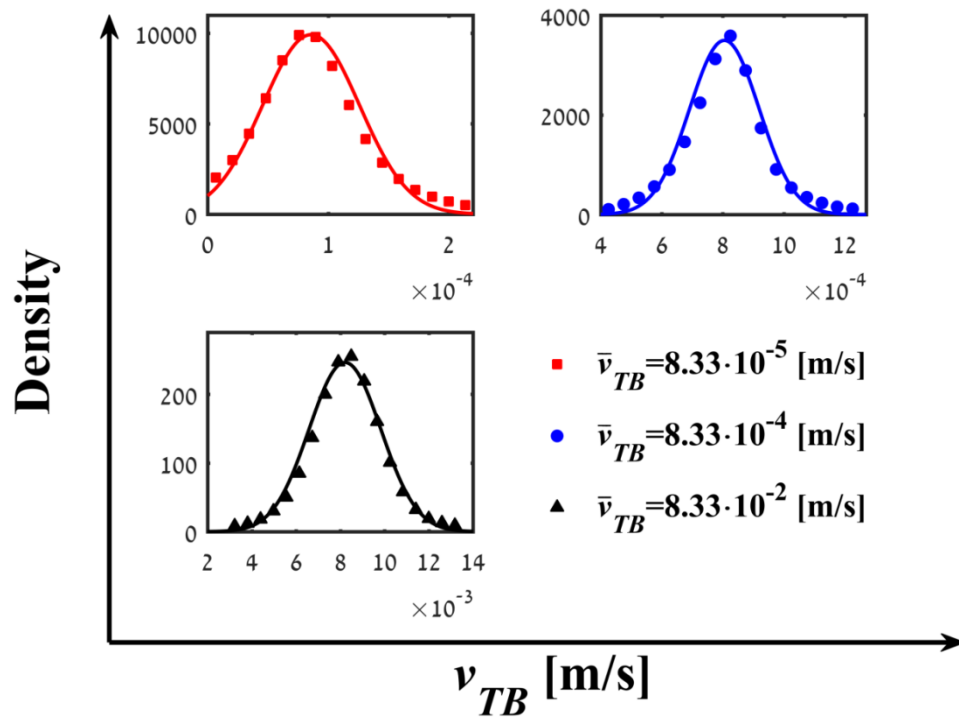 10000
5000
0
0 1 2
×10⁻⁴
4000
2000
0
4 6 8 10 12
×10⁻⁴
200
100
0
2 4 6 8 10 12 14
×10⁻³
v̄_TB=8.33·10⁻⁵ [m/s]
v̄_TB=8.33·10⁻⁴ [m/s]
v̄_TB=8.33·10⁻² [m/s]
Density
v_TB [m/s]